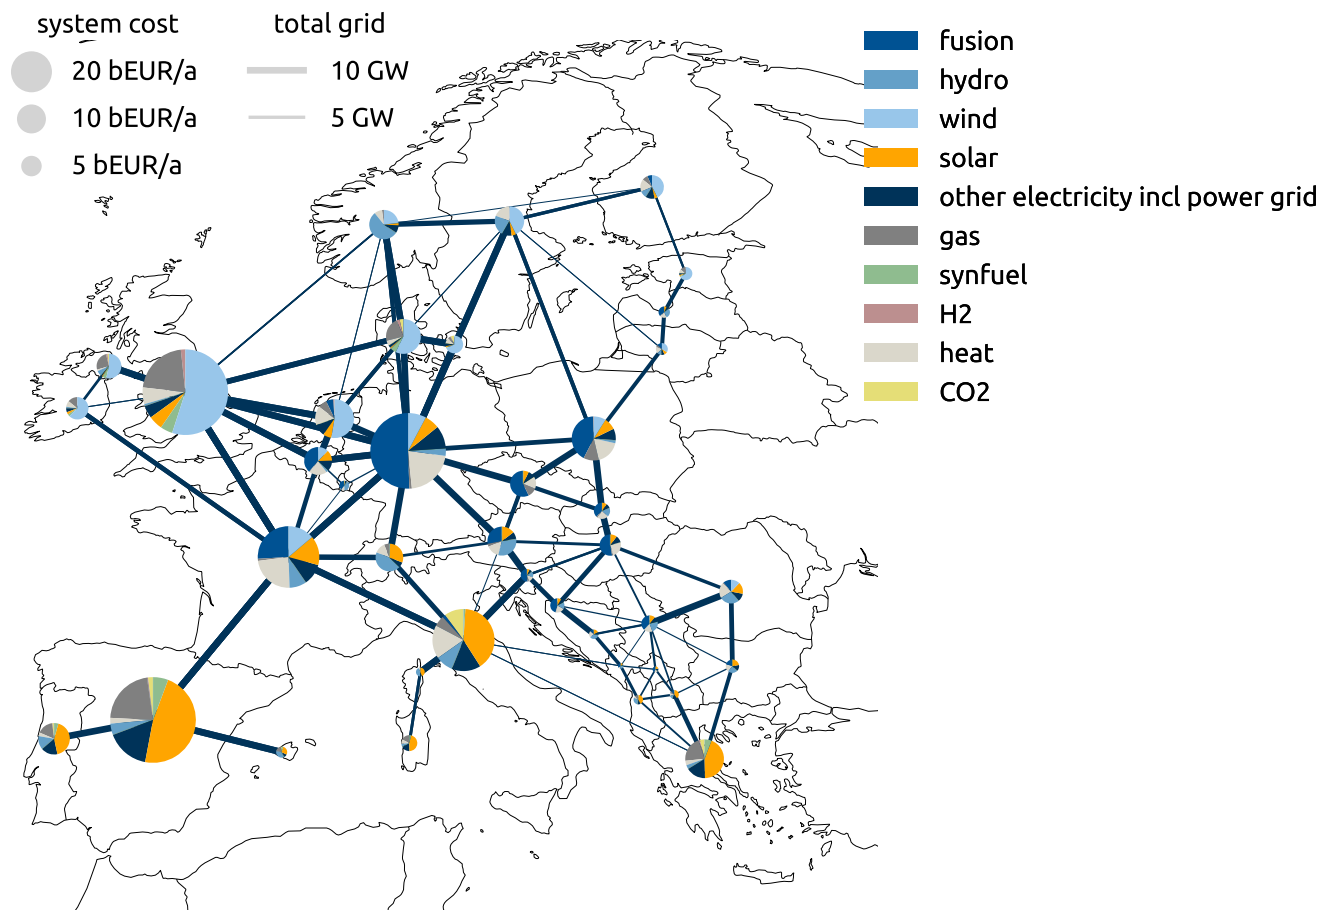 system cost
20 bEUR/a
10 bEUR/a
5 bEUR/a
total grid
10 GW
5 GW
fusion
hydro
wind
solar
other electricity incl power grid
gas
synfuel
H2
heat
CO2